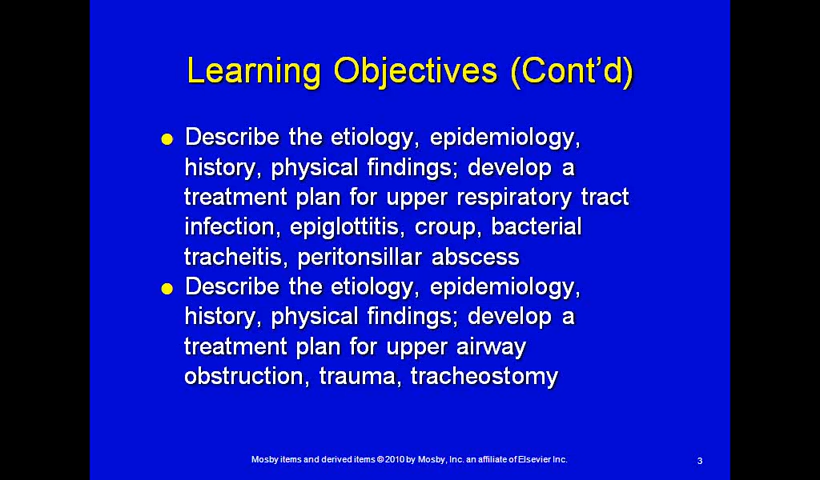 Learning Objectives (Cont’d)
Describe the etiology, epidemiology,
history, physical findings; develop a
treatment plan for upper respiratory tract
infection, epiglottitis, croup, bacterial
tracheitis, peritonsillar abscess
Describe the etiology, epidemiology,
history, physical findings; develop a
treatment plan for upper airway
obstruction, trauma, tracheostomy
Mosby items and derived items © 2010 by Mosby, Inc. an affiliate of Elsevier Inc.
3